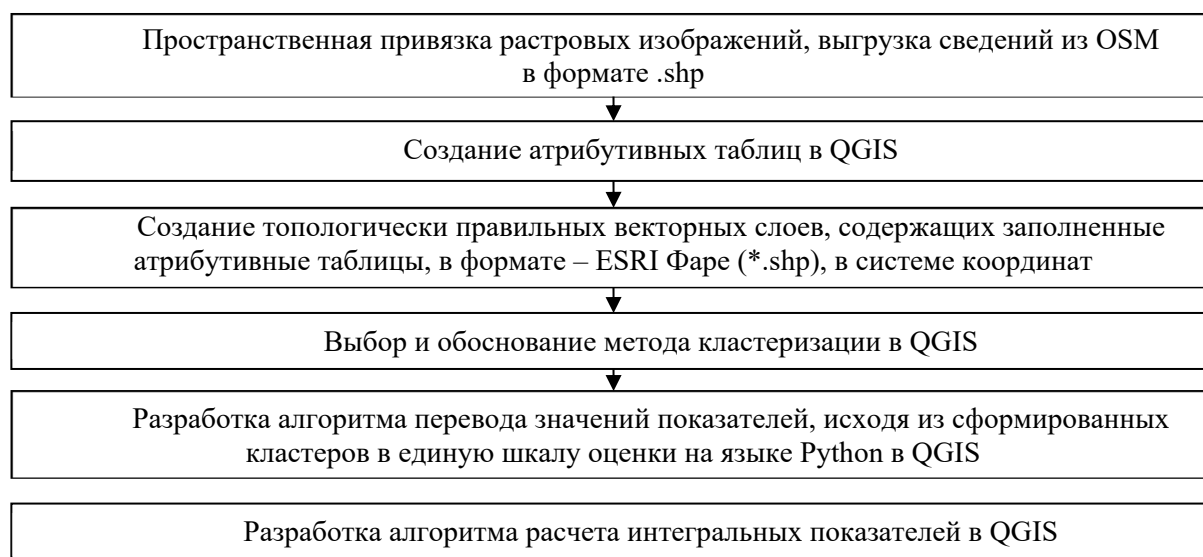 Пространственная привязка растровых изображений, выгрузка сведений из OSM
в формате .shp
Создание атрибутивных таблиц в QGIS
Создание топологически правильных векторных слоев, содержащих заполненные
атрибутивные таблицы, в формате – ESRI Фаре (*.shp), в системе координат
Выбор и обоснование метода кластеризации в QGIS
Разработка алгоритма перевода значений показателей, исходя из сформированных
кластеров в единую шкалу оценки на языке Python в QGIS
Разработка алгоритма расчета интегральных показателей в QGIS